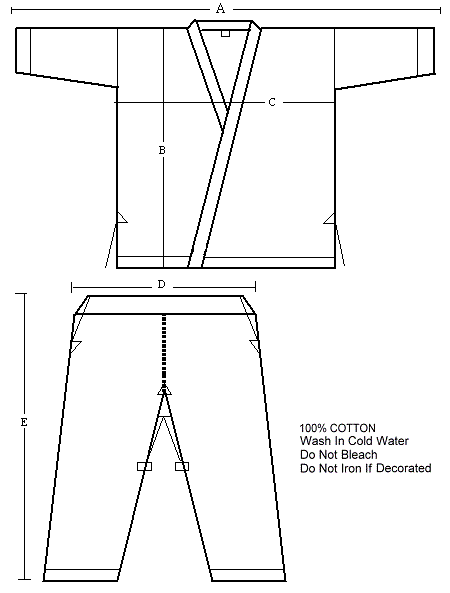 A
C
B
D
E
100% COTTON
Wash In Cold Water
Do Not Bleach
Do Not Iron If Decorated